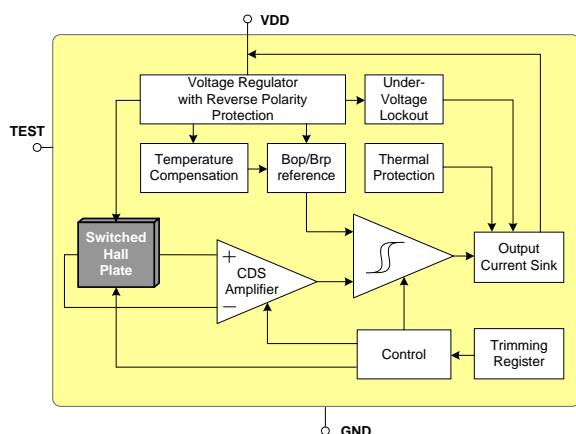 VDD
Voltage Regulator
with Reverse Polarity
Protection
Under-
Voltage
Lockout
TEST
Temperature
Compensation
Bop/Brp
reference
Thermal
Protection
Switched
Hall
Plate
+
−
CDS
Amplifier
Output
Current Sink
Control
Trimming
Register
GND